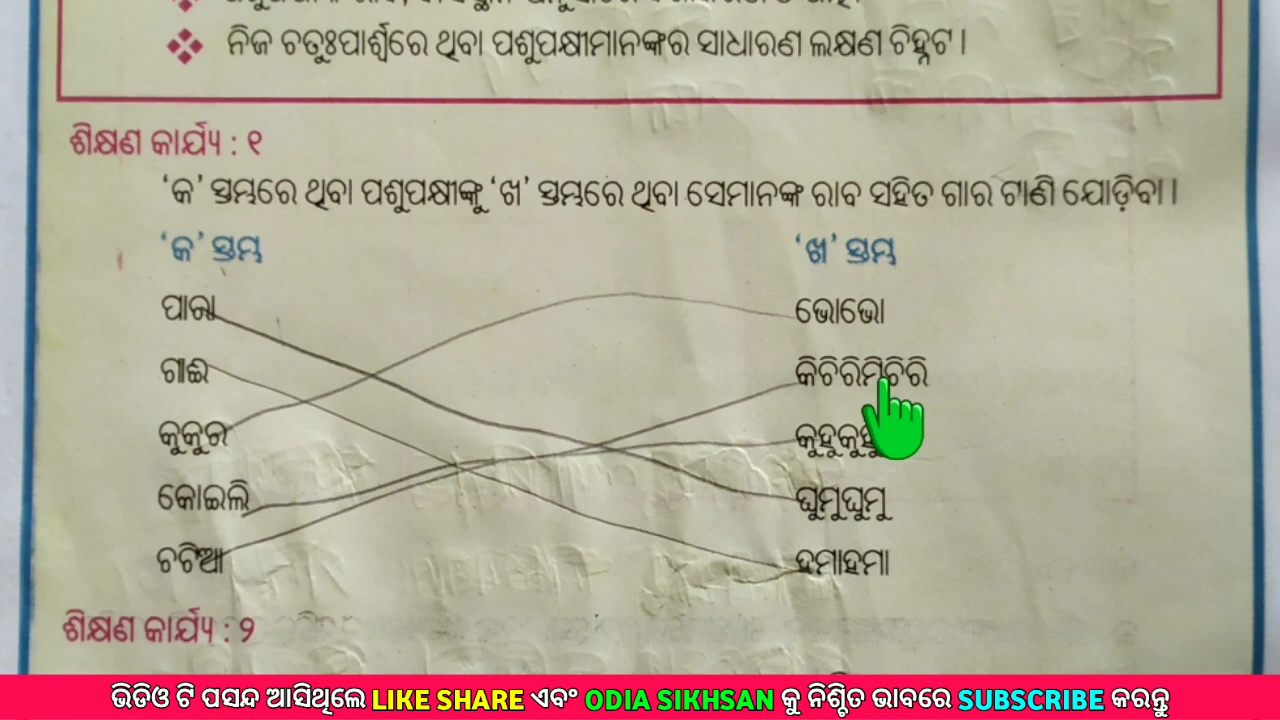 ନିଜ ଚତୁଃପାର୍ଶ୍ୱରେ ଥିବା ପଶୁପକ୍ଷୀମାନଙ୍କର ସାଧାରଣ ଲକ୍ଷଣ ଚିହ୍ନଟ ।
ଶିକ୍ଷଣ କାର୍ଯ୍ୟ : ୧
‘କ’ ସ୍ତମ୍ଭରେ ଥିବା ପଶୁପକ୍ଷୀଙ୍କୁ ‘ଖ’ ସ୍ତମ୍ଭରେ ଥିବା ସେମାନଙ୍କ ରାବ ସହିତ ଗାର ଟାଣି ଯୋଡ଼ିବା ।
‘କ’ ସ୍ତମ୍ଭ ‘ଖ’ ସ୍ତମ୍ଭ
ପାରା ଭୋଭୋ
ଗାଈ କିଚିରିମିଚିରି
କୁକୁର କୁହୁକୁହୁ
କୋଇଲି ଘୁମୁଘୁମୁ
ଚଟିଆ ହମାହମା
ଶିକ୍ଷଣ କାର୍ଯ୍ୟ : ୨
ଭିଡିଓ ଟି ପସନ୍ଦ ଆସିଥିଲେ LIKE SHARE ଏବଂ ODIA SIKHSAN କୁ ନିଶ୍ଚିତ ଭାବରେ SUBSCRIBE କରନ୍ତୁ